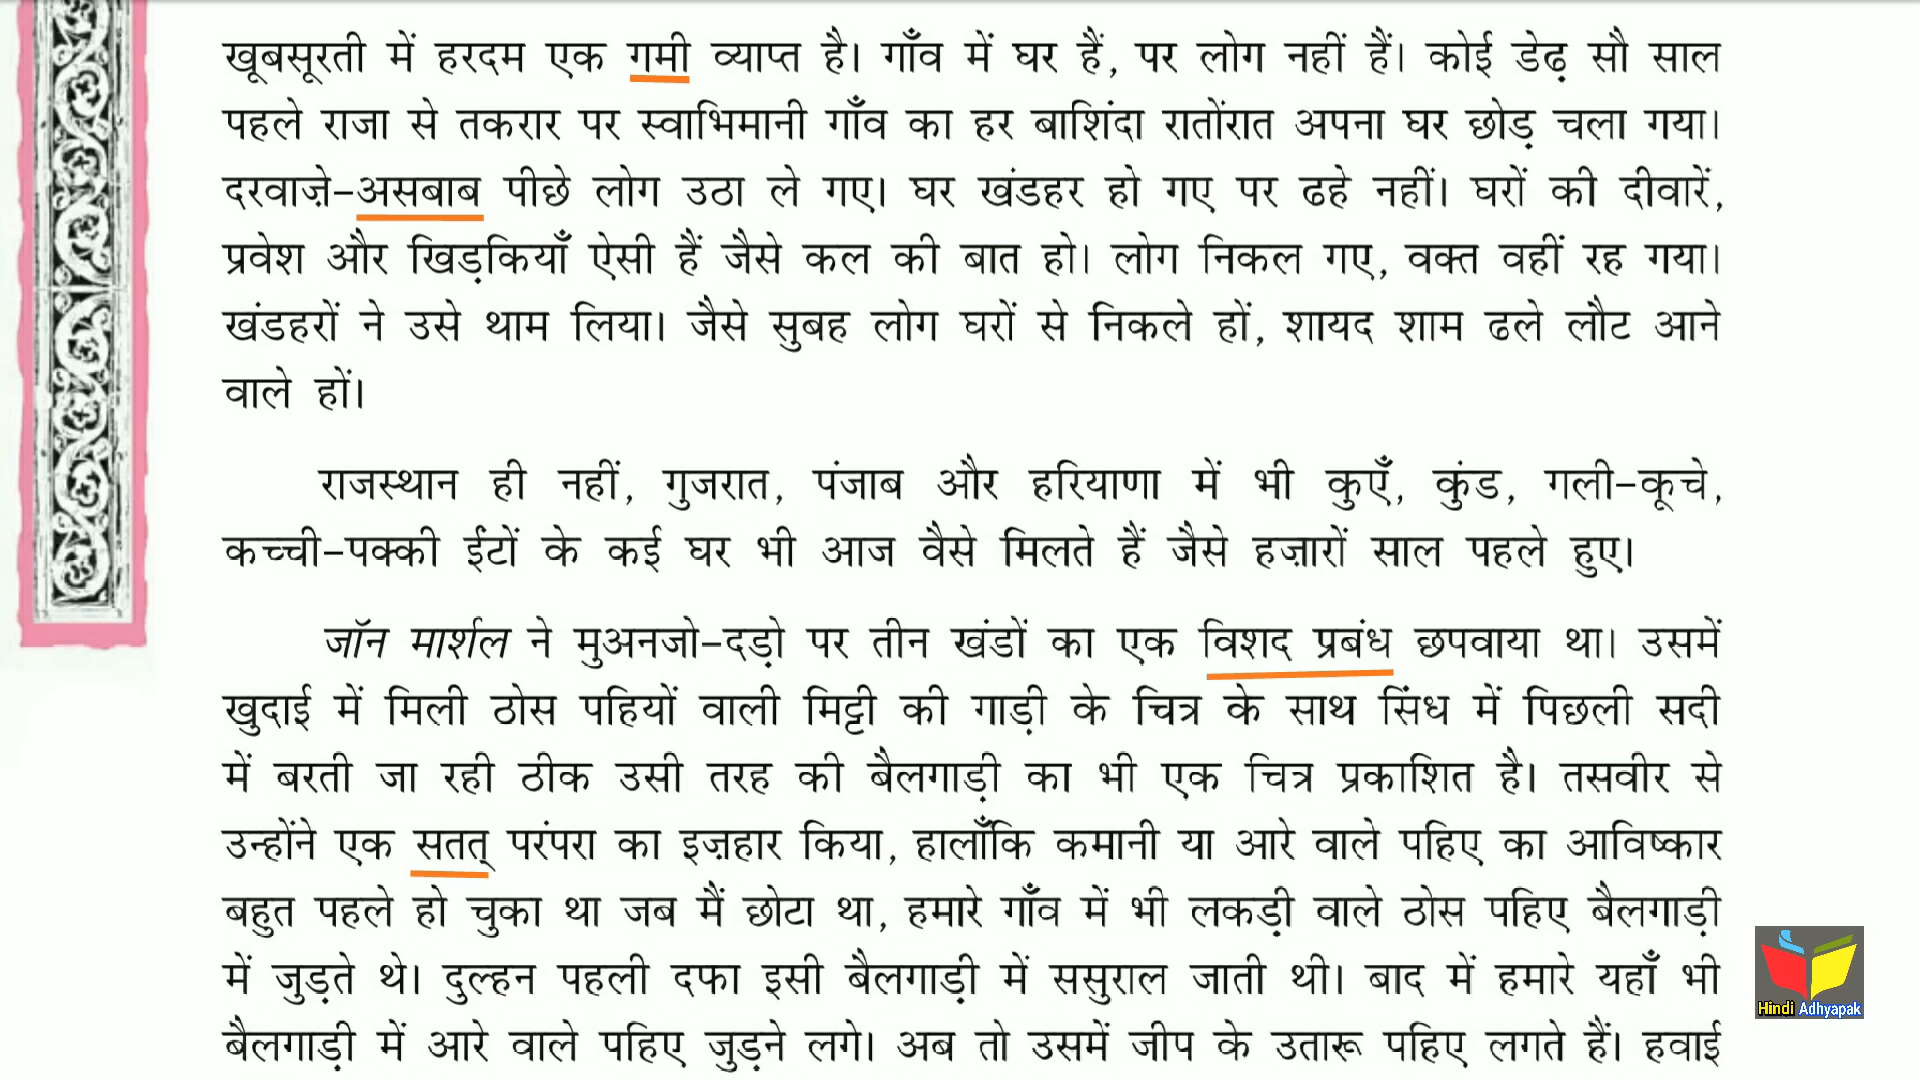 खूबसूरती में हरदम एक गमी व्याप्त है। गाँव में घर हैं, पर लोग नहीं हैं। कोई डेढ़ सौ साल
पहले राजा से तकरार पर स्वाभिमानी गाँव का हर बाशिंदा रातोंरात अपना घर छोड़ चला गया।
दरवाज़े-असबाब पीछे लोग उठा ले गए। घर खंडहर हो गए पर ढहे नहीं। घरों की दीवारें,
प्रवेश और खिड़कियाँ ऐसी हैं जैसे कल की बात हो। लोग निकल गए, वक्त वहीं रह गया।
खंडहरों ने उसे थाम लिया। जैसे सुबह लोग घरों से निकले हों, शायद शाम ढले लौट आने
वाले हों।
राजस्थान ही नहीं, गुजरात, पंजाब और हरियाणा में भी कुएँ, कुंड, गली-कूचे,
कच्ची-पक्की ईंटों के कई घर भी आज वैसे मिलते हैं जैसे हज़ारों साल पहले हुए।
जॉन मार्शल ने मुअनजो-दड़ो पर तीन खंडों का एक विशद प्रबंध छपवाया था। उसमें
खुदाई में मिली ठोस पहियों वाली मिट्टी की गाड़ी के चित्र के साथ सिंध में पिछली सदी
में बरती जा रही ठीक उसी तरह की बैलगाड़ी का भी एक चित्र प्रकाशित है। तसवीर से
उन्होंने एक सतत् परंपरा का इज़हार किया, हालाँकि कमानी या आरे वाले पहिए का आविष्कार
बहुत पहले हो चुका था जब मैं छोटा था, हमारे गाँव में भी लकड़ी वाले ठोस पहिए बैलगाड़ी
में जुड़ते थे। दुल्हन पहली दफा इसी बैलगाड़ी में ससुराल जाती थी। बाद में हमारे यहाँ भी
बैलगाड़ी में आरे वाले पहिए जुड़ने लगे। अब तो उसमें जीप के उतारू पहिए लगते हैं। हवाई
Hindi Adhyapak